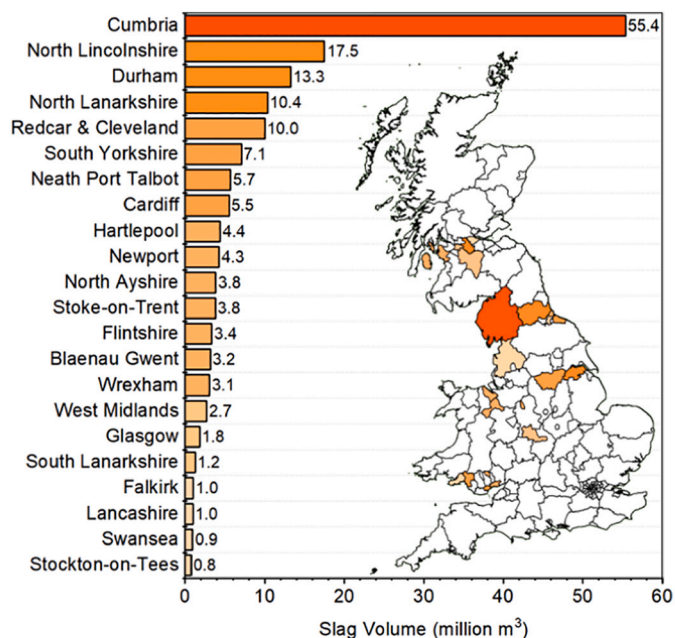 Cumbria 55.4
North Lincolnshire 17.5
Durham 13.3
North Lanarkshire 10.4
Redcar & Cleveland 10.0
South Yorkshire 7.1
Neath Port Talbot 5.7
Cardiff 5.5
Hartlepool 4.4
Newport 4.3
North Ayshire 3.8
Stoke-on-Trent 3.8
Flintshire 3.4
Blaenau Gwent 3.2
Wrexham 3.1
West Midlands 2.7
Glasgow 1.8
South Lanarkshire 1.2
Falkirk 1.0
Lancashire 1.0
Swansea 0.9
Stockton-on-Tees 0.8
0 10 20 30 40 50 60
Slag Volume (million m³)